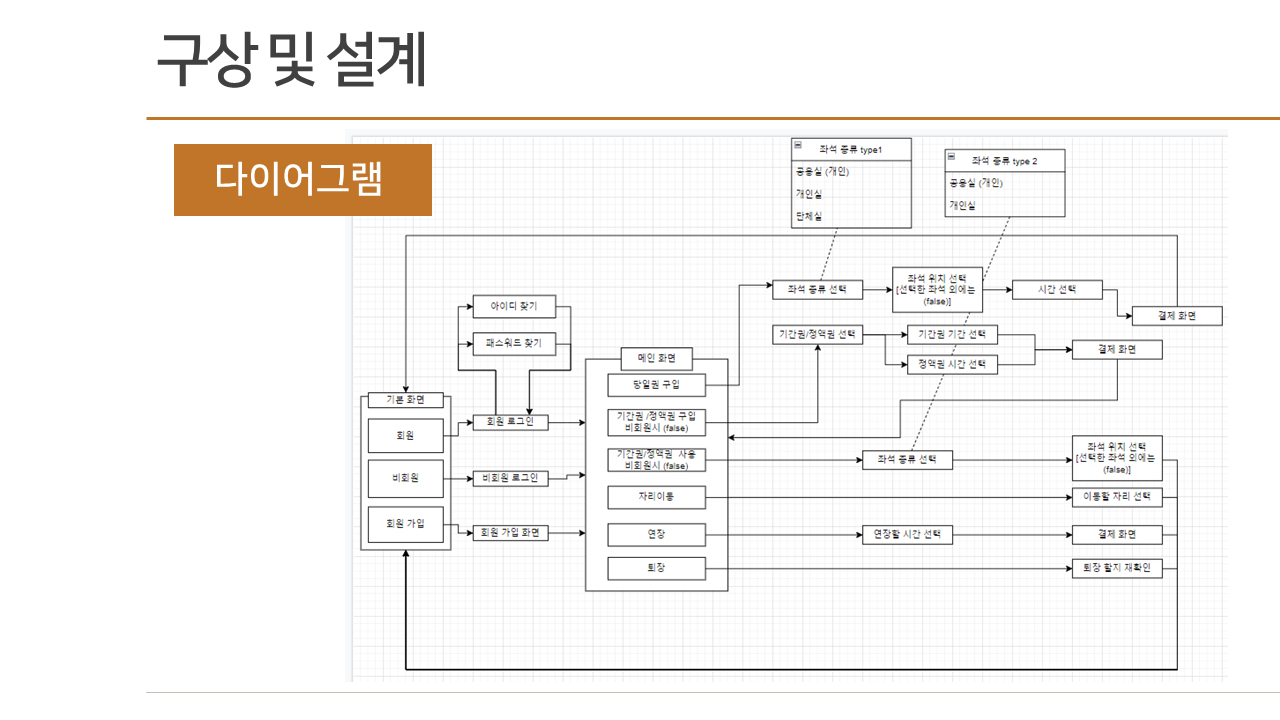 구상 및 설계
다이어그램
좌석 종류 type1
공용실 (개인)
개인실
단체실
좌석 종류 type 2
공용실 (개인)
개인실
아이디 찾기
패스워드 찾기
기본 화면
회원
비회원
회원 가입
회원 로그인
비회원 로그인
회원 가입 화면
메인 화면
당일권 구입
기간권 /정액권 구입
비회원시 (false)
기간권/정액권 사용
비회원시 (false)
자리이동
연장
퇴장
좌석 종류 선택
좌석 위치 선택
[선택한 좌석 외에는
(false)]
시간 선택
결제 화면
기간권/정액권 선택
기간권 기간 선택
정액권 시간 선택
결제 화면
좌석 종류 선택
좌석 위치 선택
[선택한 좌석 외에는
(false)]
이동할 자리 선택
연장할 시간 선택
결제 화면
퇴장 할지 재확인